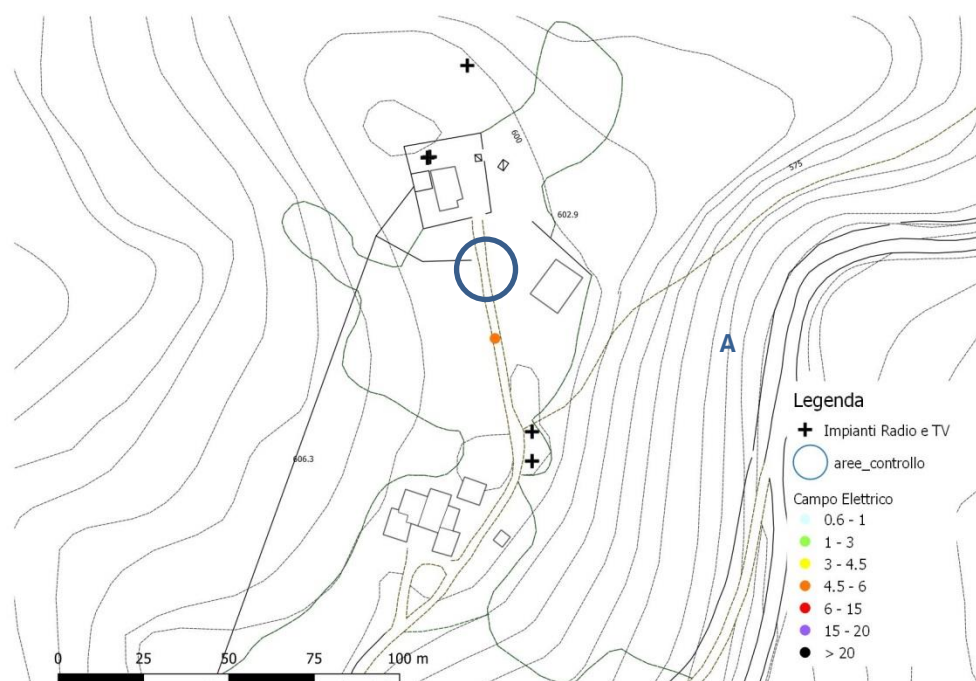 600
575
602.9
A
606.3
Legenda
Impianti Radio e TV
aree_controllo
Campo Elettrico
0.6 - 1
1 - 3
3 - 4.5
4.5 - 6
6 - 15
15 - 20
> 20
0 25 50 75 100 m